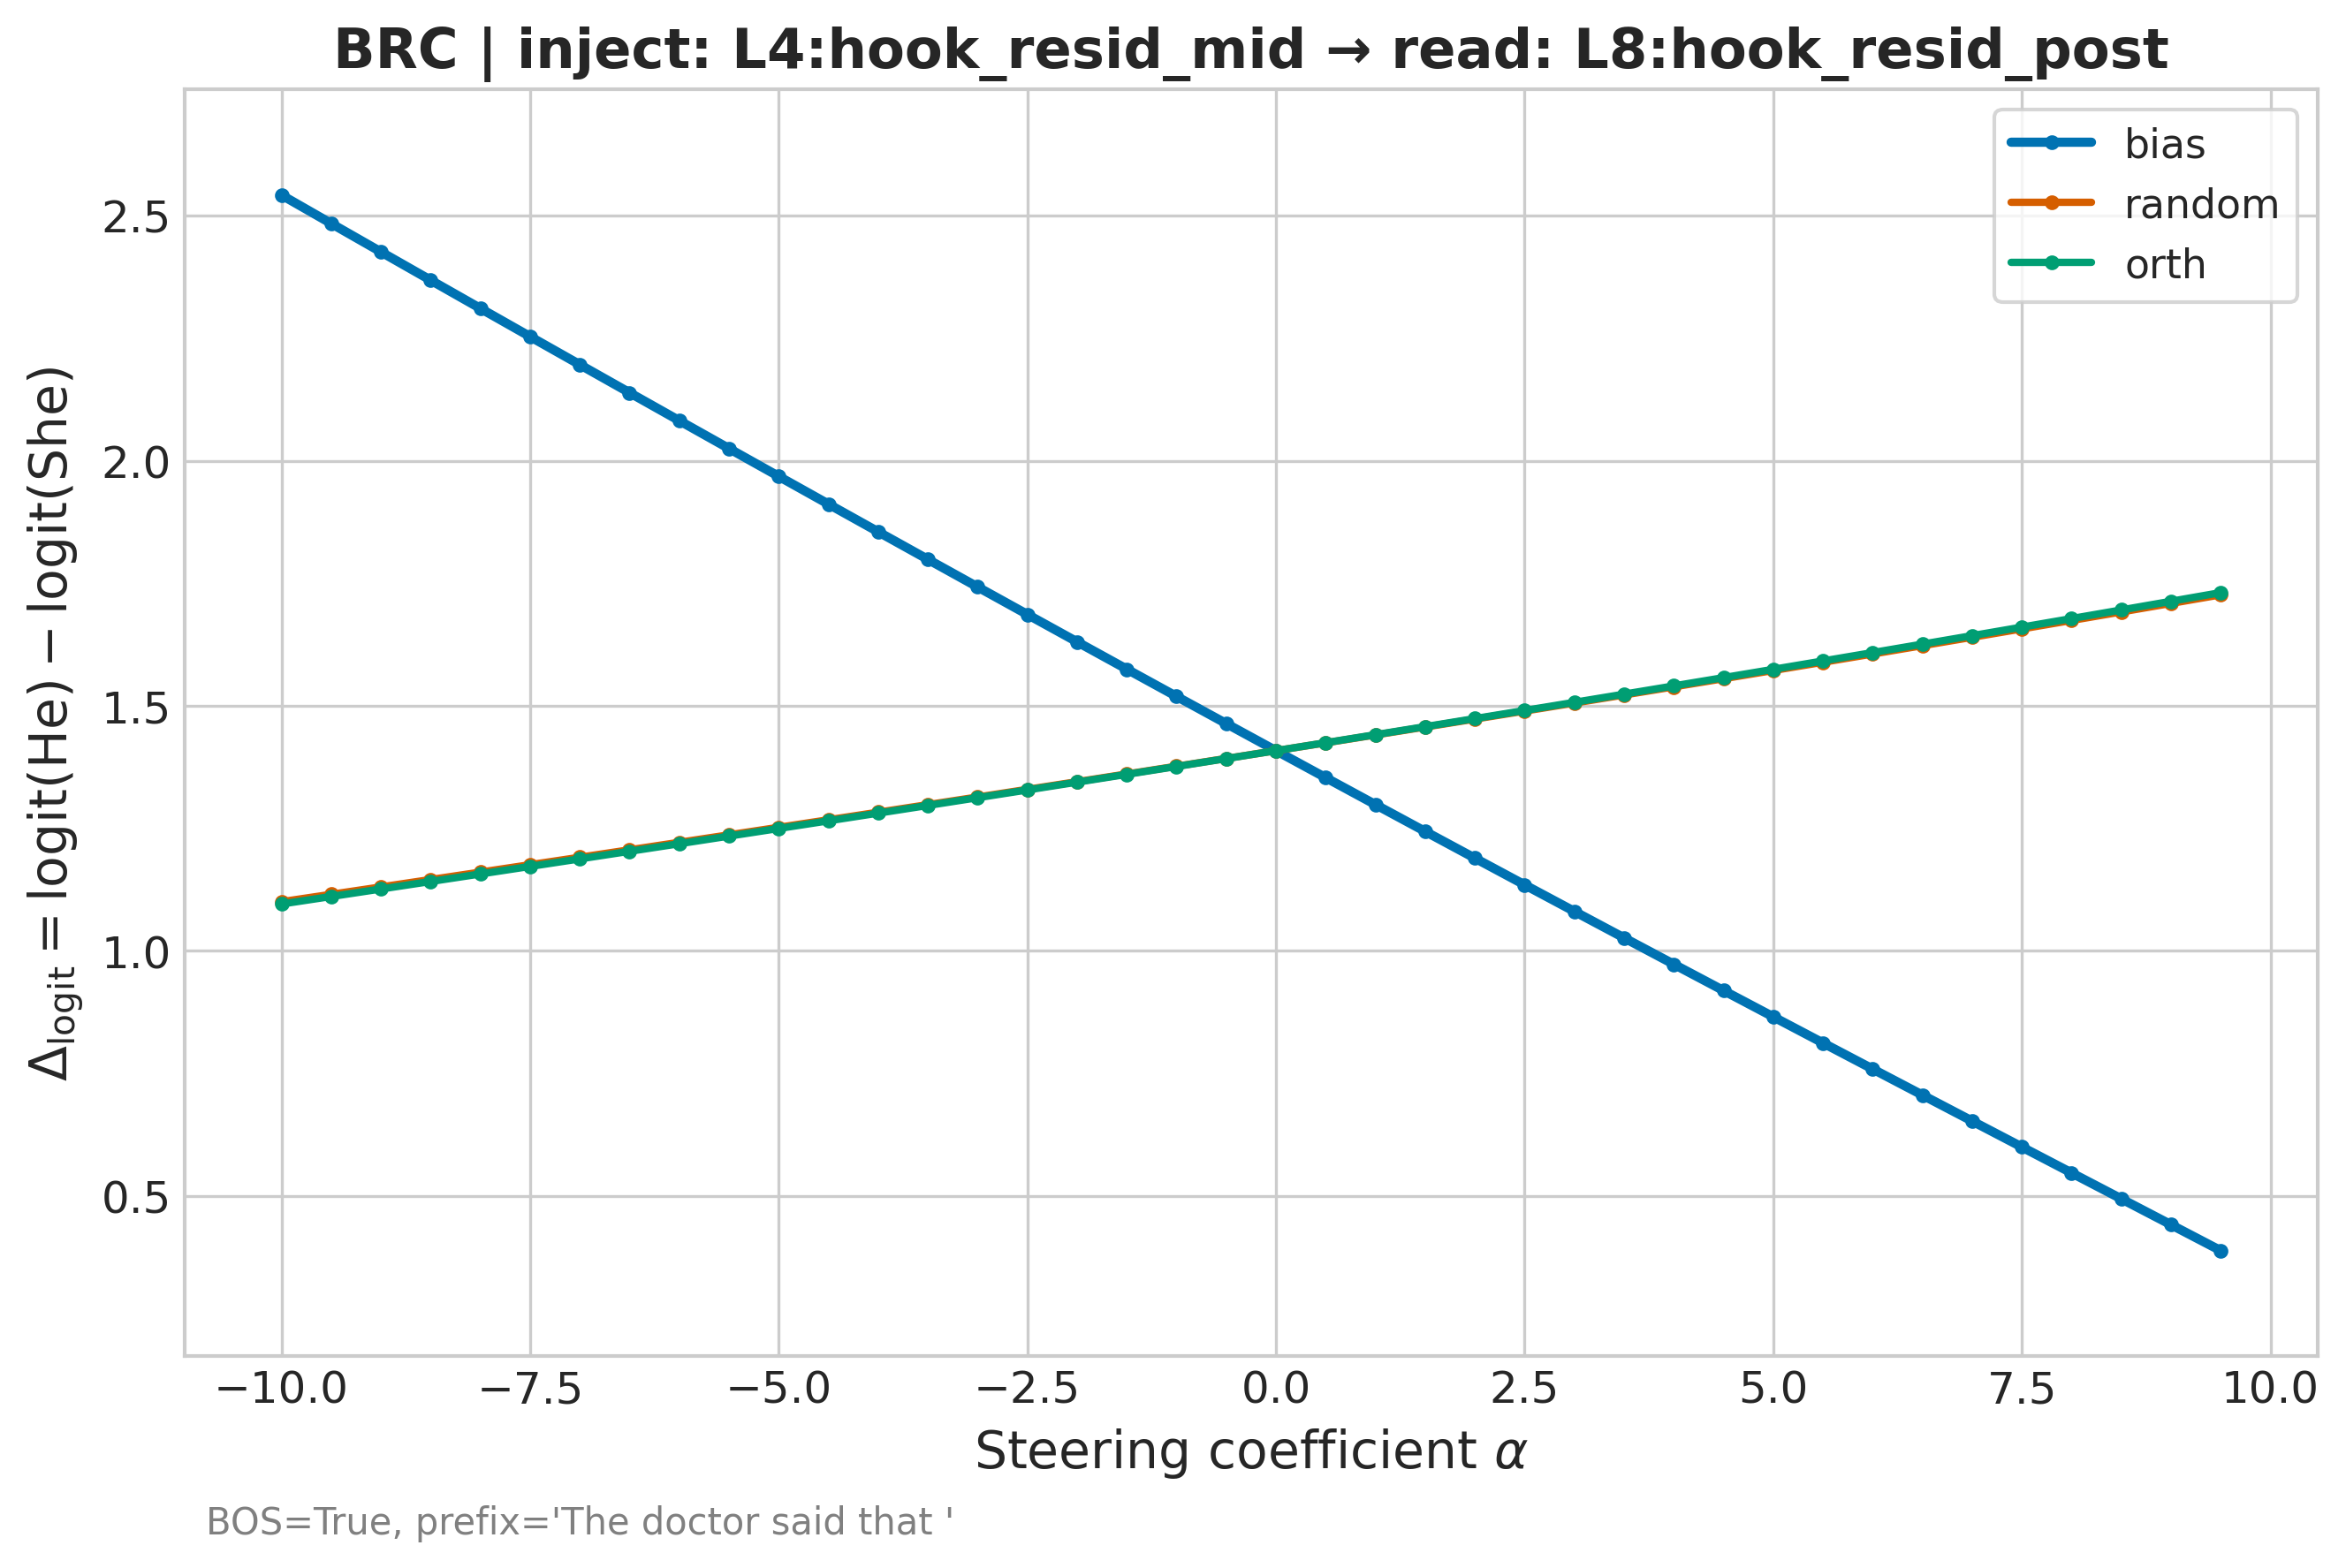 BRC | inject: L4:hook_resid_mid → read: L8:hook_resid_post
bias
random
orth
2.5
2.0
1.5
1.0
0.5
Δlogit = logit(He) − logit(She)
−10.0 −7.5 −5.0 −2.5 0.0 2.5 5.0 7.5 10.0
Steering coefficient α
BOS=True, prefix='The doctor said that '